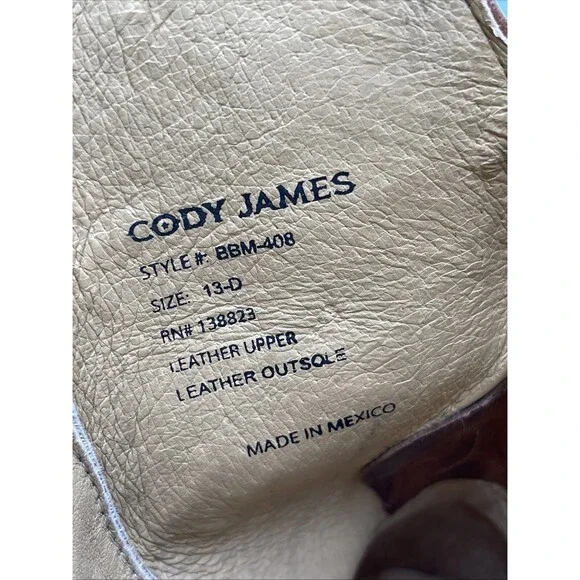 CODY JAMES
STYLE #: BBM-408
SIZE: 13-D
RN# 138823
LEATHER UPPER
LEATHER OUTSOLE
MADE IN MEXICO